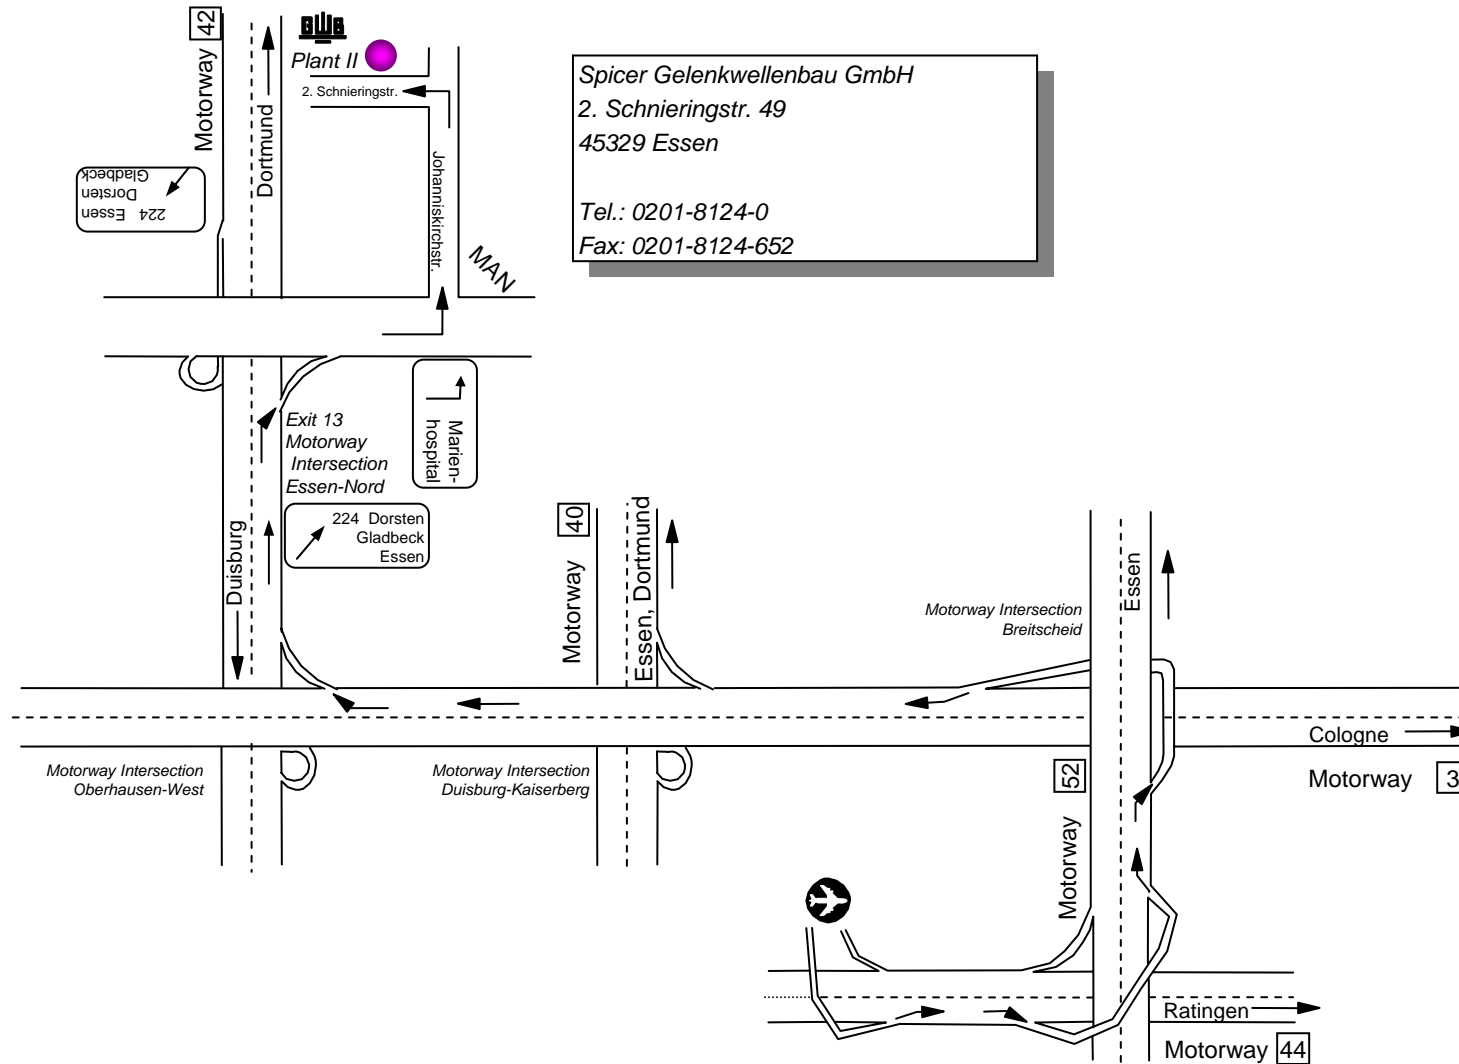 42
Motorway
Dortmund
GWB
Plant II
2. Schnieringstr.
Johanniskirchstr.
MAN
Spicer Gelenkwellenbau GmbH
2. Schnieringstr. 49
45329 Essen
Tel.: 0201-8124-0
Fax: 0201-8124-652
224 Essen
Dorsten
Gladbeck
Exit 13
Motorway
Intersection
Essen-Nord
Marien-
hospital
224 Dorsten
Gladbeck
Essen
Duisburg
40
Motorway
Essen, Dortmund
Motorway Intersection
Breitscheid
Essen
Cologne
Motorway 3
Motorway Intersection
Oberhausen-West
Motorway Intersection
Duisburg-Kaiserberg
52
Motorway
Ratingen
Motorway 44